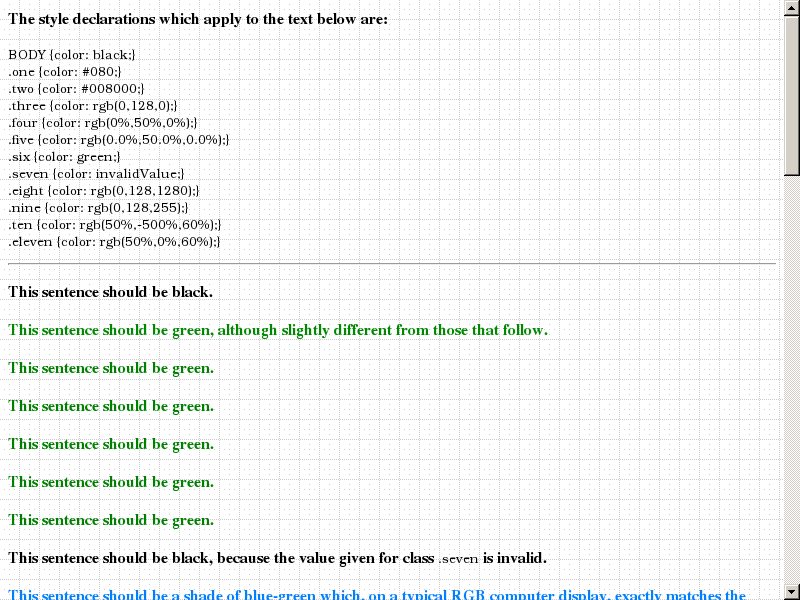 The style declarations which apply to the text below are:
BODY {color: black;}
.one {color: #080;}
.two {color: #008000;}
.three {color: rgb(0,128,0);}
.four {color: rgb(0%,50%,0%);}
.five {color: rgb(0.0%,50.0%,0.0%);}
.six {color: green;}
.seven {color: invalidValue;}
.eight {color: rgb(0,128,1280);}
.nine {color: rgb(0,128,255);}
.ten {color: rgb(50%,-500%,60%);}
.eleven {color: rgb(50%,0%,60%);}
This sentence should be black.
This sentence should be green, although slightly different from those that follow.
This sentence should be green.
This sentence should be green.
This sentence should be green.
This sentence should be green.
This sentence should be green.
This sentence should be black, because the value given for class .seven is invalid.
This sentence should be a shade of blue-green which, on a typical RGB computer display, exactly matches the